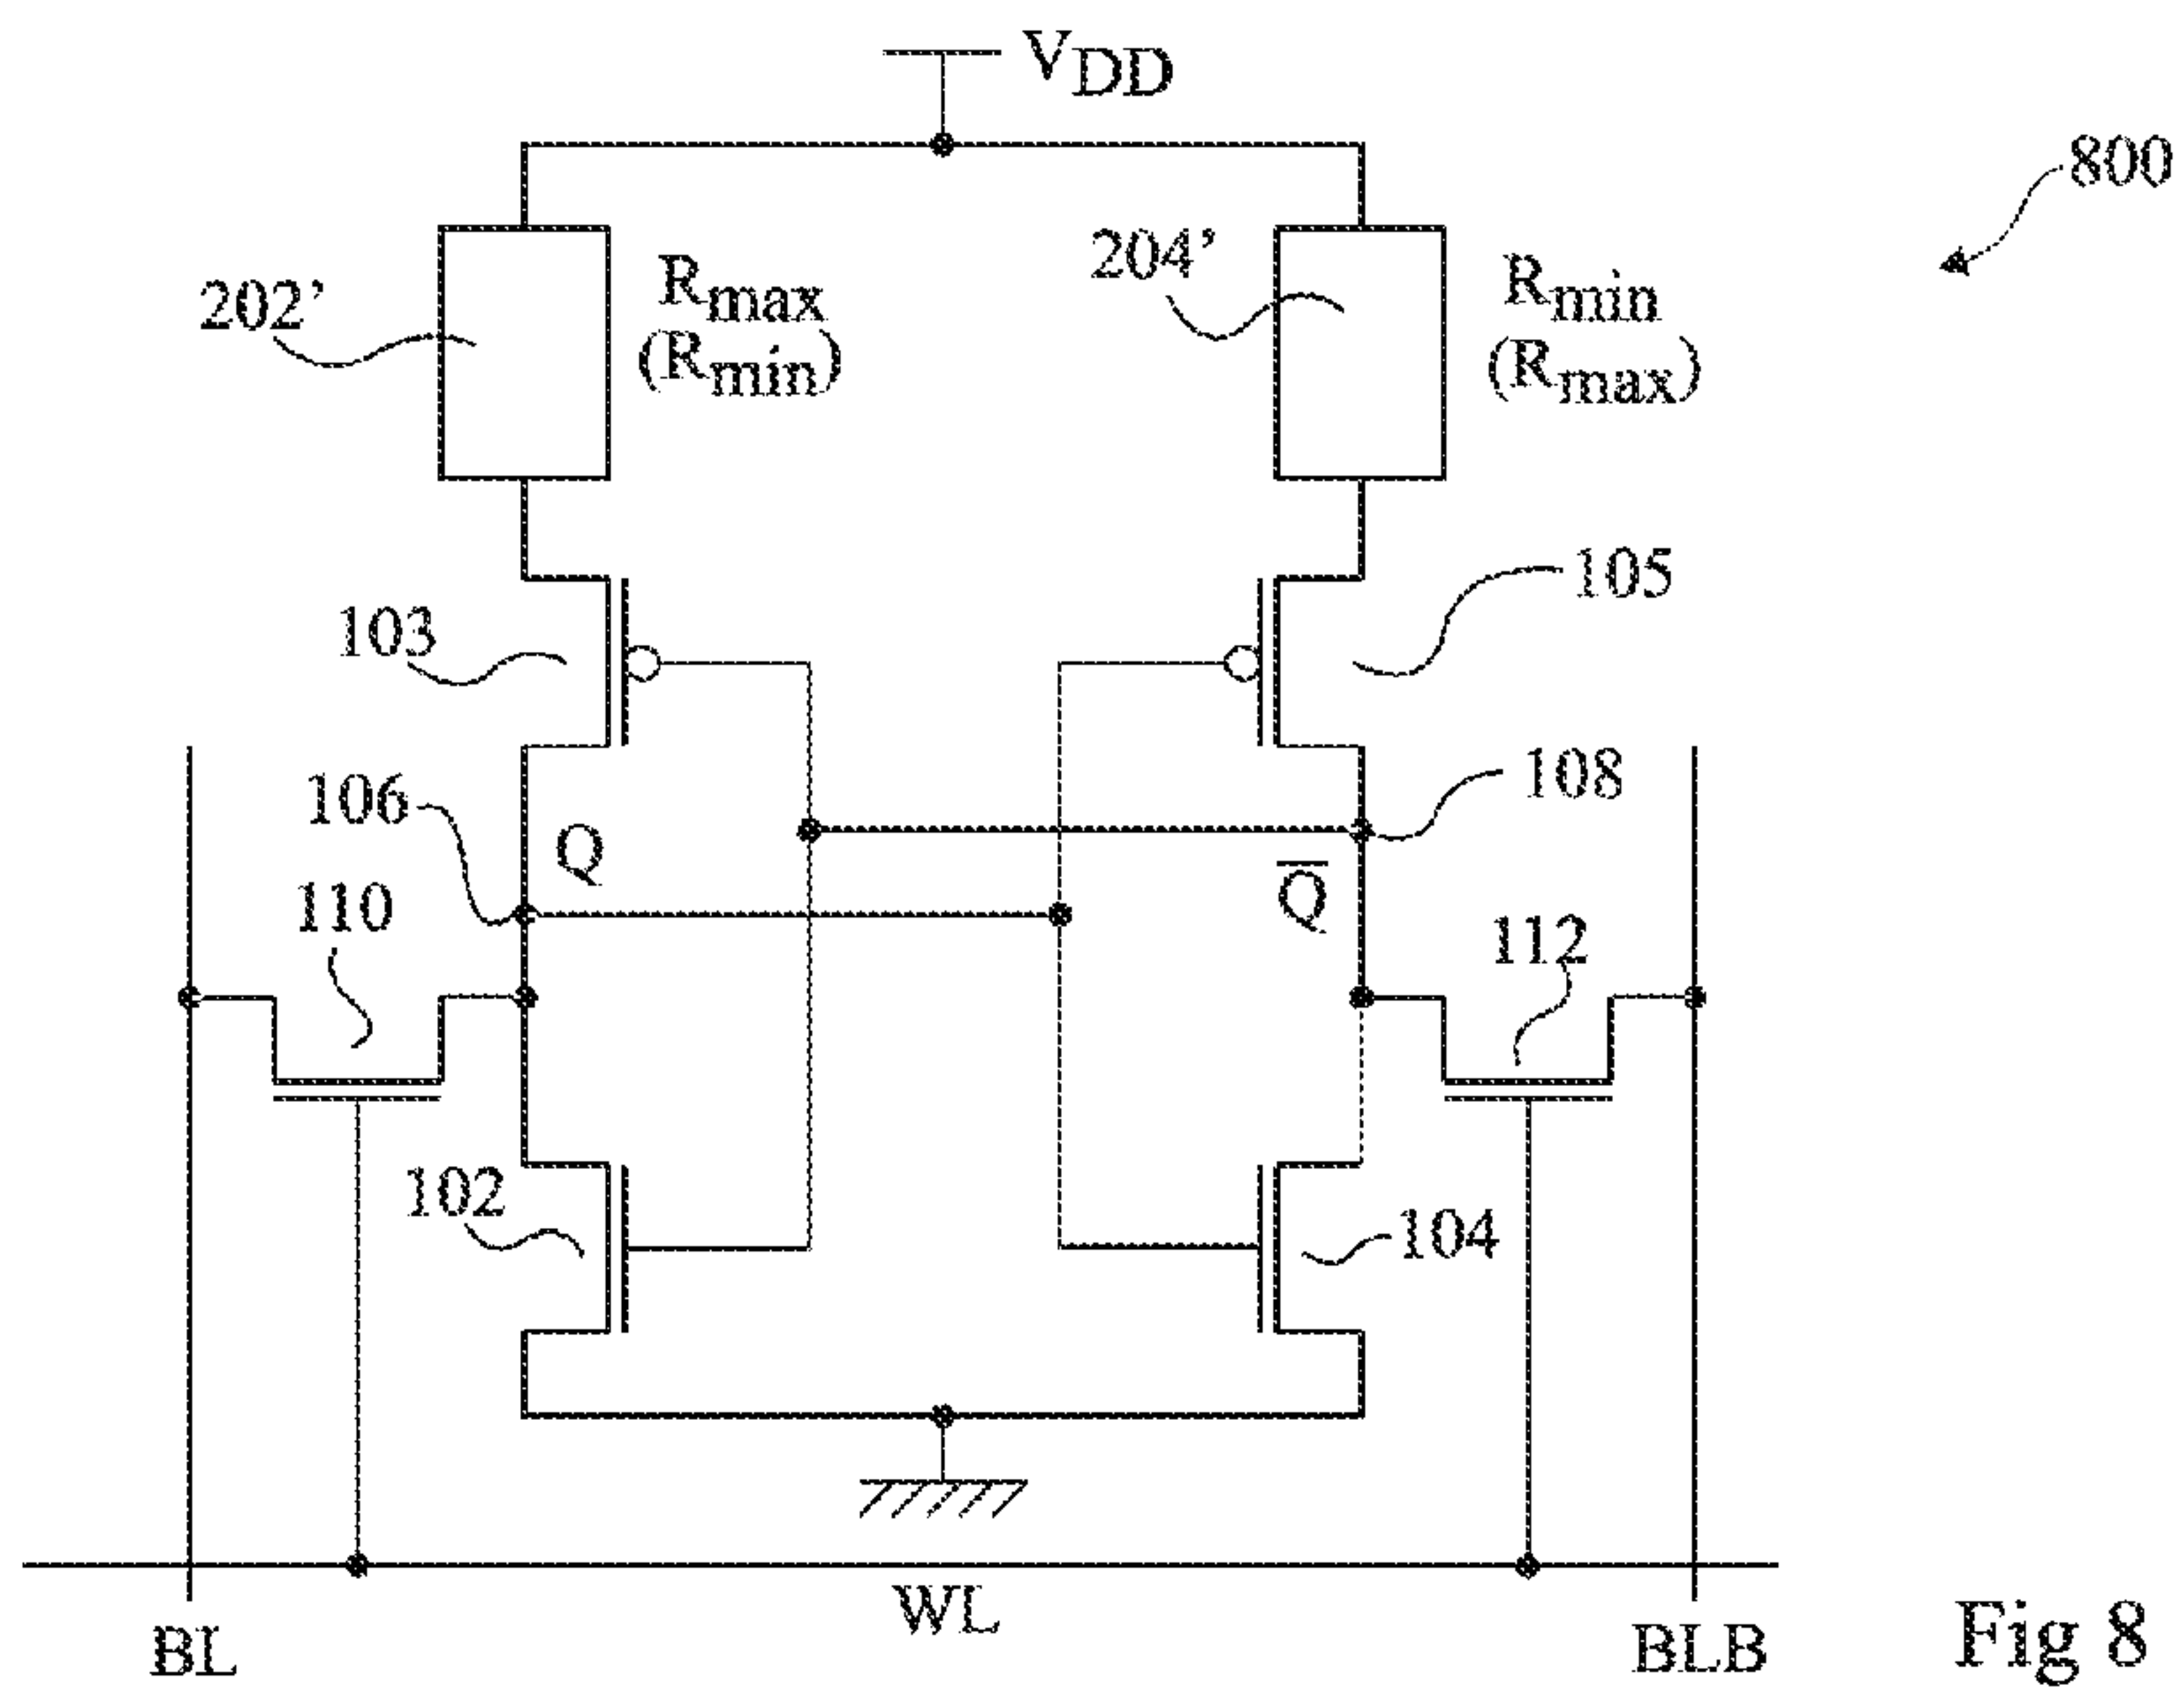 VDD
800
202’
Rmax
(Rmin)
204’
Rmin
(Rmax)
103
105
106
Q
108
110
Q̅
112
102
104
WL
BL
BLB
Fig 8